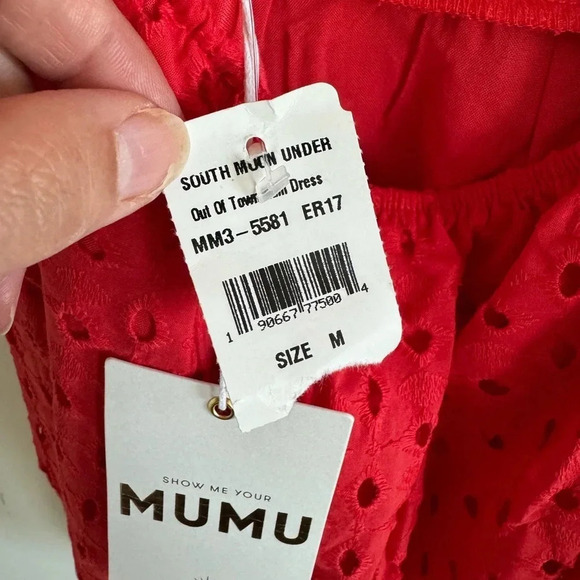 SOUTH MOON UNDER
Out Of Town Dress
MM3-5581 ER17
1 90667 77500 4
SIZE M
SHOW ME YOUR
MUMU